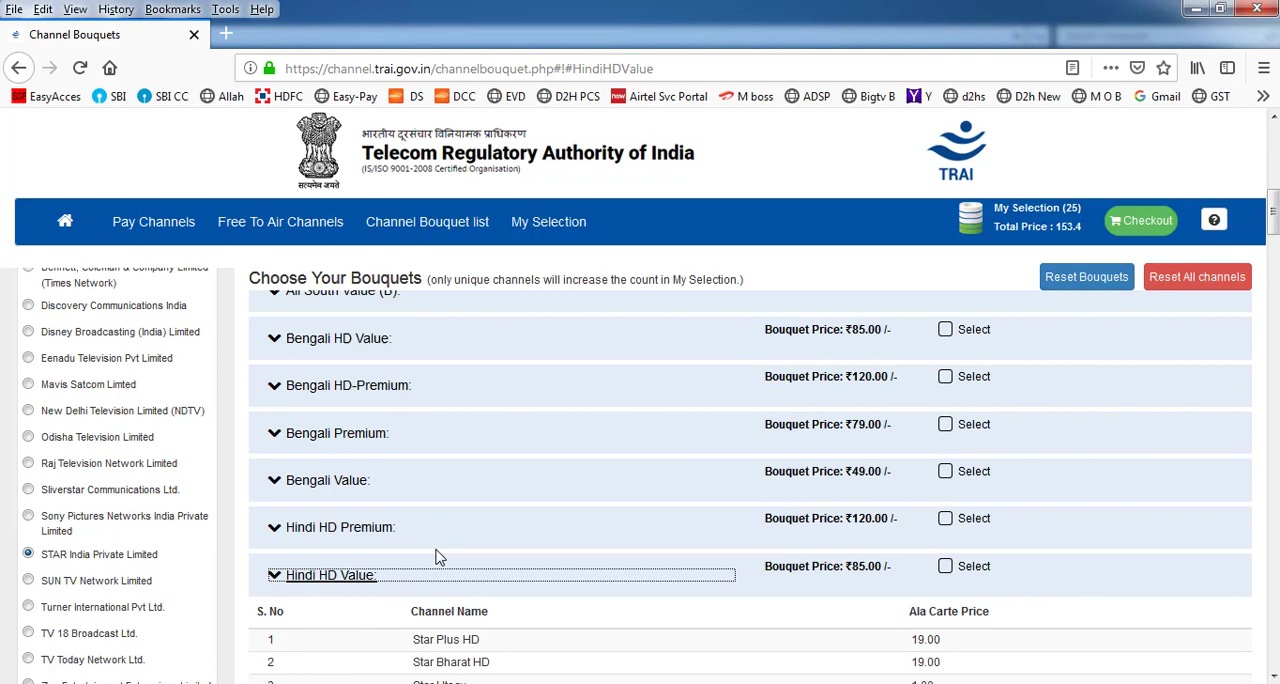 File Edit View History Bookmarks Tools Help
Channel Bouquets
https://channel.trai.gov.in/channelbouquet.php#!#HindiHDValue
EasyAcces SBI SBI CC Allah HDFC Easy-Pay DS DCC EVD D2H PCS Airtel Svc Portal M boss ADSP Bigtv B Y d2hs D2h New M O B Gmail GST
भारतीय दूरसंचार विनियामक प्राधिकरण
Telecom Regulatory Authority of India
(IS/ISO 9001-2008 Certified Organisation)
सत्यमेव जयते
TRAI
Pay Channels Free To Air Channels Channel Bouquet list My Selection
My Selection (25)
Total Price : 153.4
Checkout
Bennett, Coleman & Company Limited
(Times Network)
Discovery Communications India
Disney Broadcasting (India) Limited
Eenadu Television Pvt Limited
Mavis Satcom Limted
New Delhi Television Limited (NDTV)
Odisha Television Limited
Raj Television Network Limited
Sliverstar Communications Ltd.
Sony Pictures Networks India Private
Limited
STAR India Private Limited
SUN TV Network Limited
Turner International Pvt Ltd.
TV 18 Broadcast Ltd.
TV Today Network Ltd.
Choose Your Bouquets (only unique channels will increase the count in My Selection.)
Reset Bouquets Reset All channels
All South Value (B):
Bengali HD Value: Bouquet Price: ₹85.00 /- Select
Bengali HD-Premium: Bouquet Price: ₹120.00 /- Select
Bengali Premium: Bouquet Price: ₹79.00 /- Select
Bengali Value: Bouquet Price: ₹49.00 /- Select
Hindi HD Premium: Bouquet Price: ₹120.00 /- Select
Hindi HD Value: Bouquet Price: ₹85.00 /- Select
S. No Channel Name Ala Carte Price
1 Star Plus HD 19.00
2 Star Bharat HD 19.00